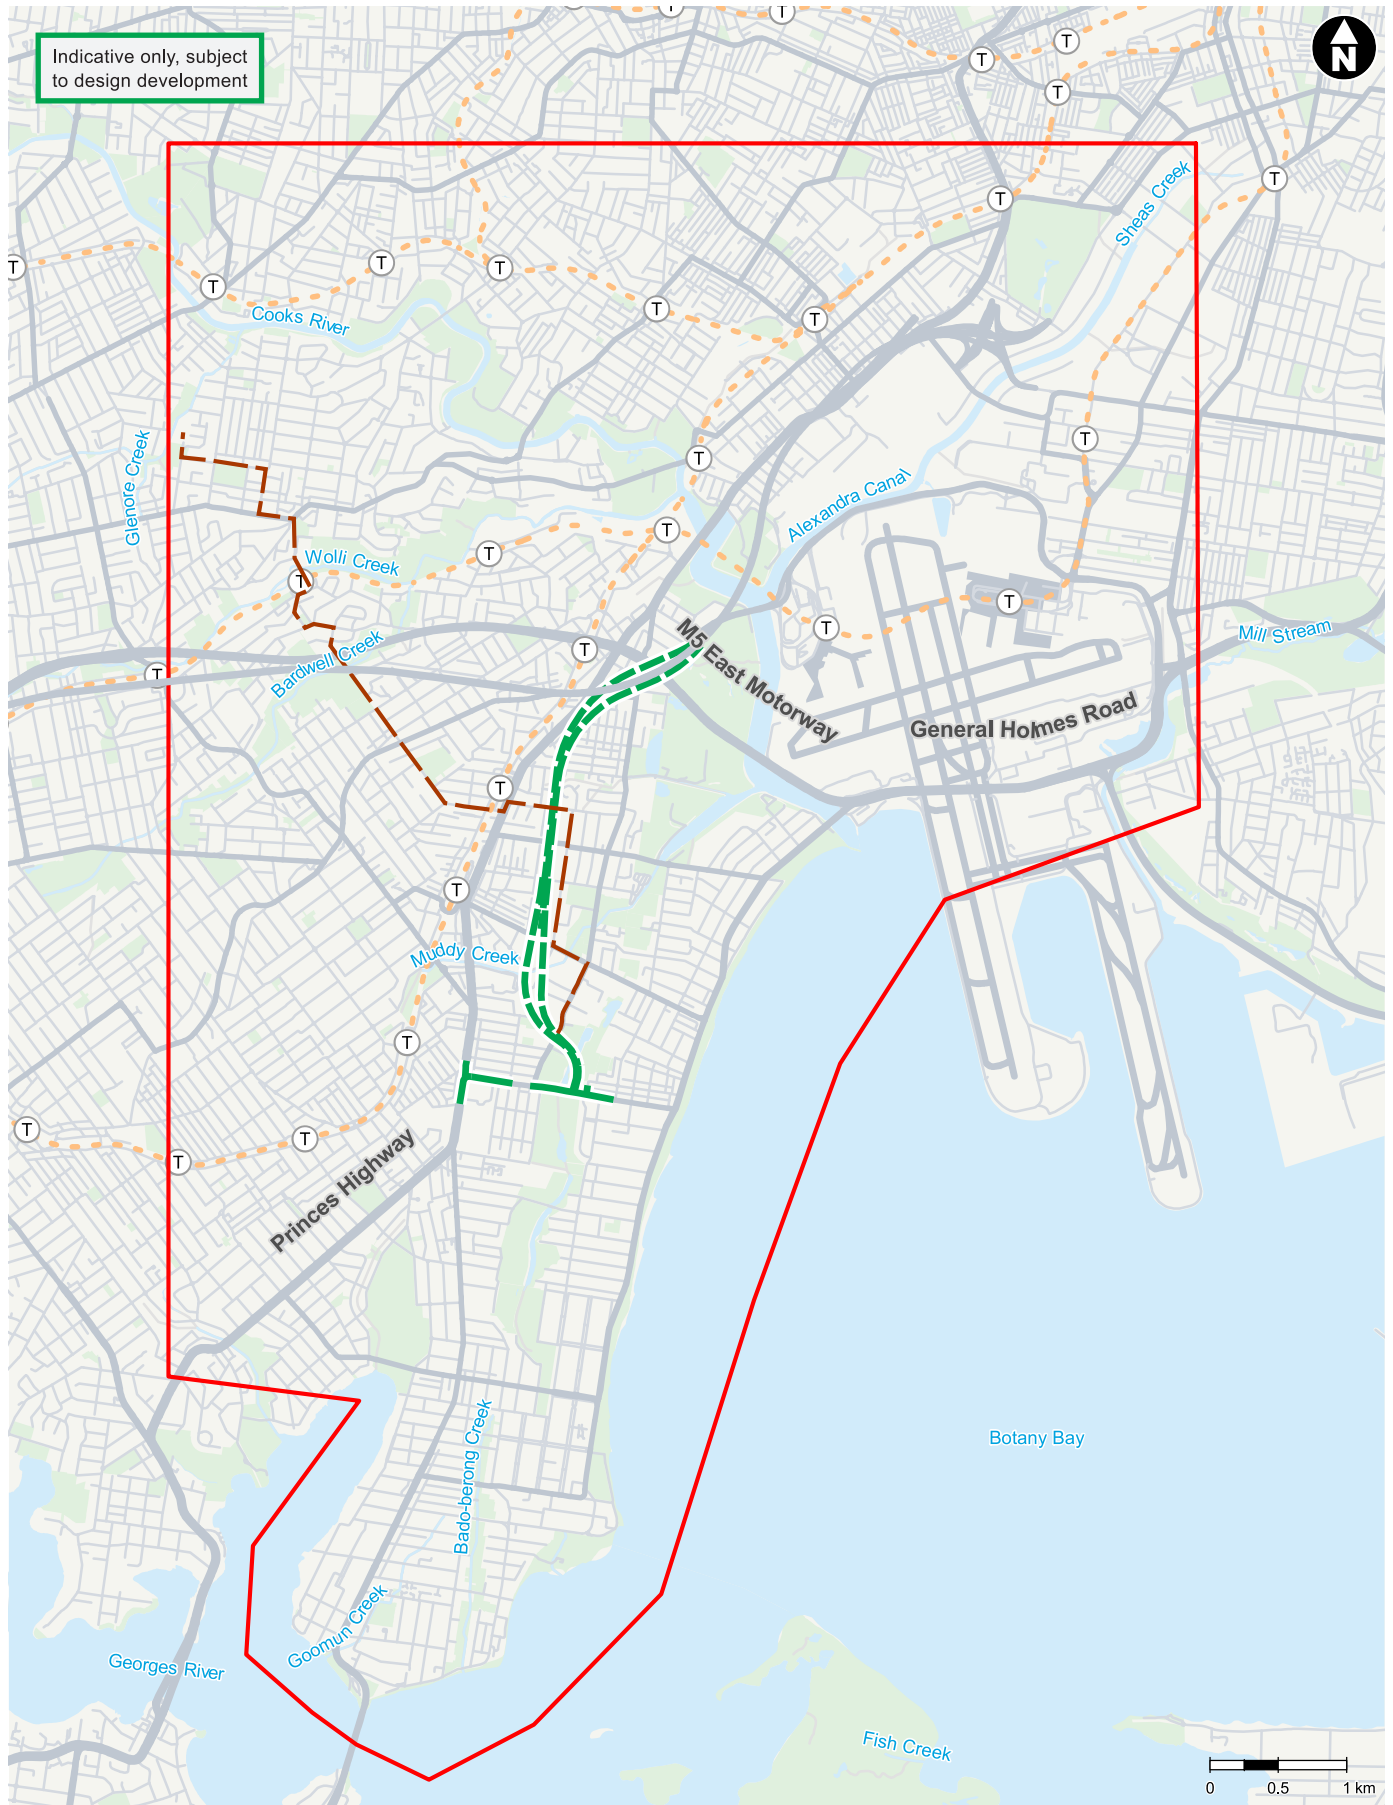 Indicative only, subject
to design development
N
T
T
T
T
T
T
Sheas Creek
T
T
T
T
T
T
Cooks River
T
T
Glenore Creek
T
T
Alexandra Canal
T
T
Wolli Creek
T
T
T
Mill Stream
Bardwell Creek
T
T
T
M5 East Motorway
General Holmes Road
T
T
Muddy Creek
T
T
T
T
Princes Highway
Bado-berong Creek
Botany Bay
Goomun Creek
Georges River
Fish Creek
0 0.5 1 km